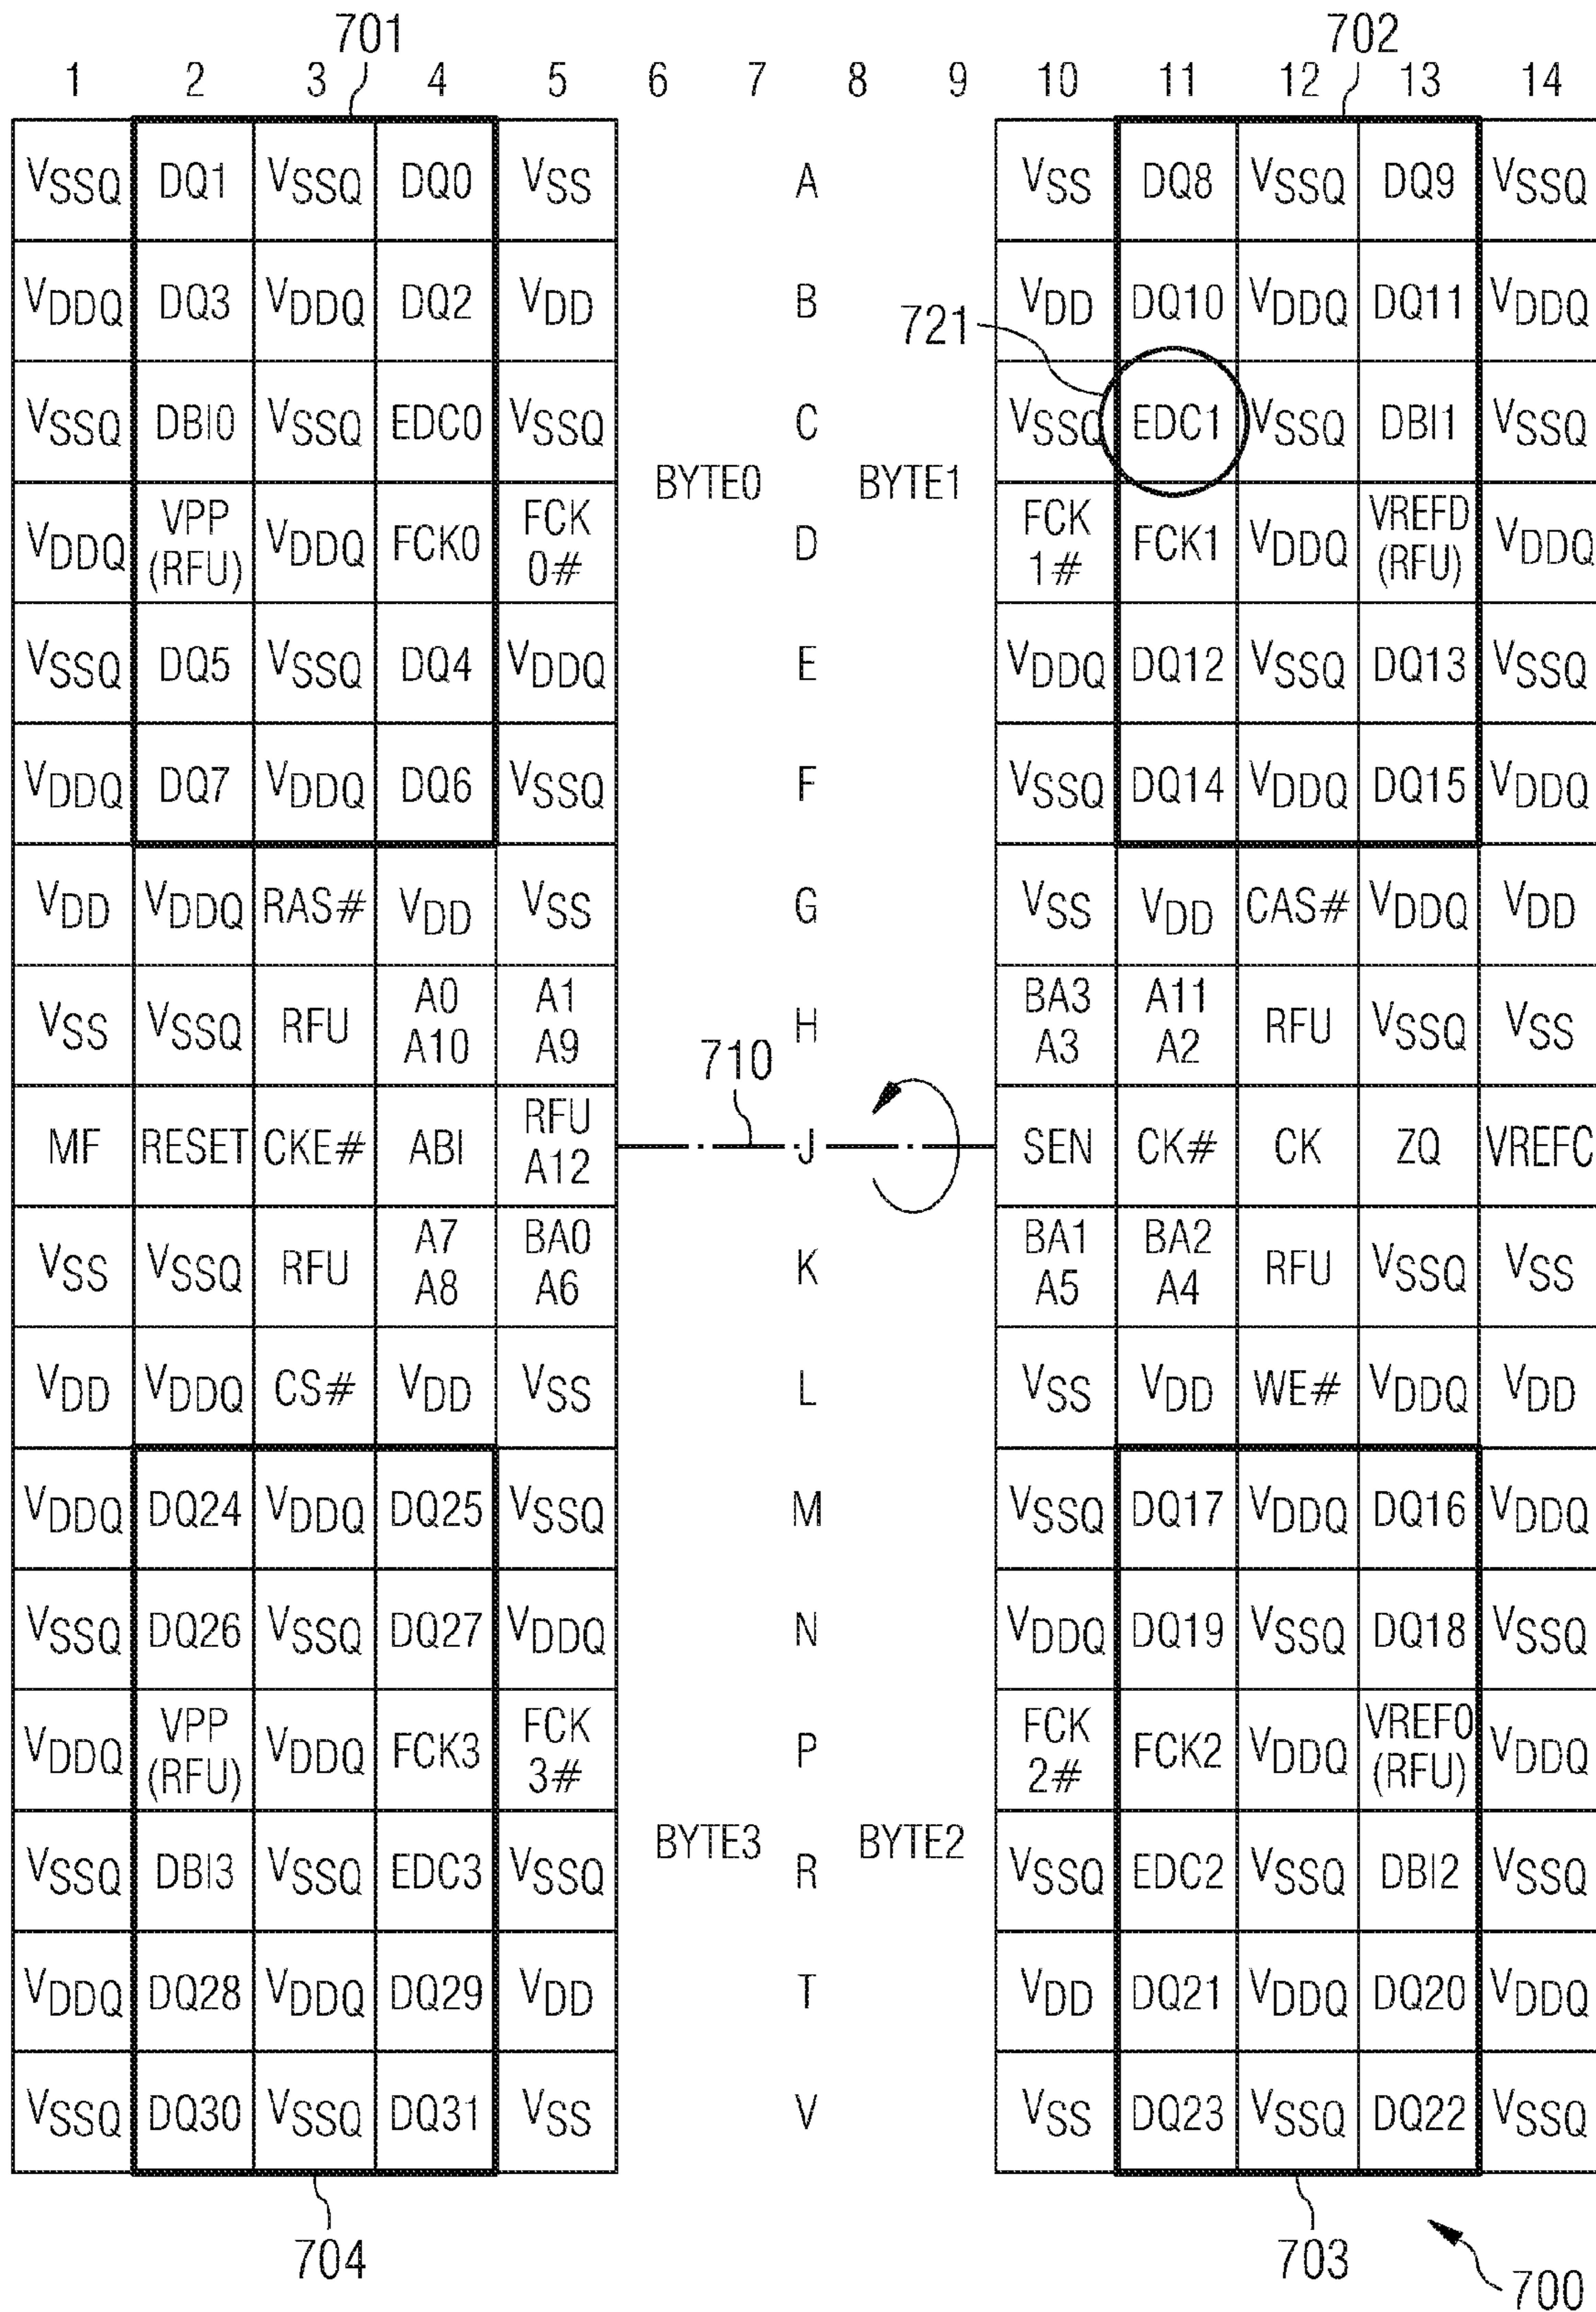 701 702
1 2 3 4 5 6 7 8 9 10 11 12 13 14
VSSQ DQ1 VSSQ DQ0 VSS A VSS DQ8 VSSQ DQ9 VSSQ
VDDQ DQ3 VDDQ DQ2 VDD B VDD DQ10 VDDQ DQ11 VDDQ
721
VSSQ DBI0 VSSQ EDC0 VSSQ C VSSQ EDC1 VSSQ DBI1 VSSQ
BYTE0 BYTE1
VDDQ VPP (RFU) VDDQ FCK0 FCK 0# D FCK 1# FCK1 VDDQ VREFD (RFU) VDDQ
VSSQ DQ5 VSSQ DQ4 VDDQ E VDDQ DQ12 VSSQ DQ13 VSSQ
VDDQ DQ7 VDDQ DQ6 VSSQ F VSSQ DQ14 VDDQ DQ15 VDDQ
VDD VDDQ RAS# VDD VSS G VSS VDD CAS# VDDQ VDD
VSS VSSQ RFU A0 A10 A1 A9 H BA3 A3 A11 A2 RFU VSSQ VSS
710
MF RESET CKE# ABI RFU A12 J SEN CK# CK ZQ VREFC
VSS VSSQ RFU A7 A8 BA0 A6 K BA1 A5 BA2 A4 RFU VSSQ VSS
VDD VDDQ CS# VDD VSS L VSS VDD WE# VDDQ VDD
VDDQ DQ24 VDDQ DQ25 VSSQ M VSSQ DQ17 VDDQ DQ16 VDDQ
VSSQ DQ26 VSSQ DQ27 VDDQ N VDDQ DQ19 VSSQ DQ18 VSSQ
VDDQ VPP (RFU) VDDQ FCK3 FCK 3# P FCK 2# FCK2 VDDQ VREF0 (RFU) VDDQ
BYTE3 BYTE2
VSSQ DBI3 VSSQ EDC3 VSSQ R VSSQ EDC2 VSSQ DBI2 VSSQ
VDDQ DQ28 VDDQ DQ29 VDD T VDD DQ21 VDDQ DQ20 VDDQ
VSSQ DQ30 VSSQ DQ31 VSS V VSS DQ23 VSSQ DQ22 VSSQ
704 703
700